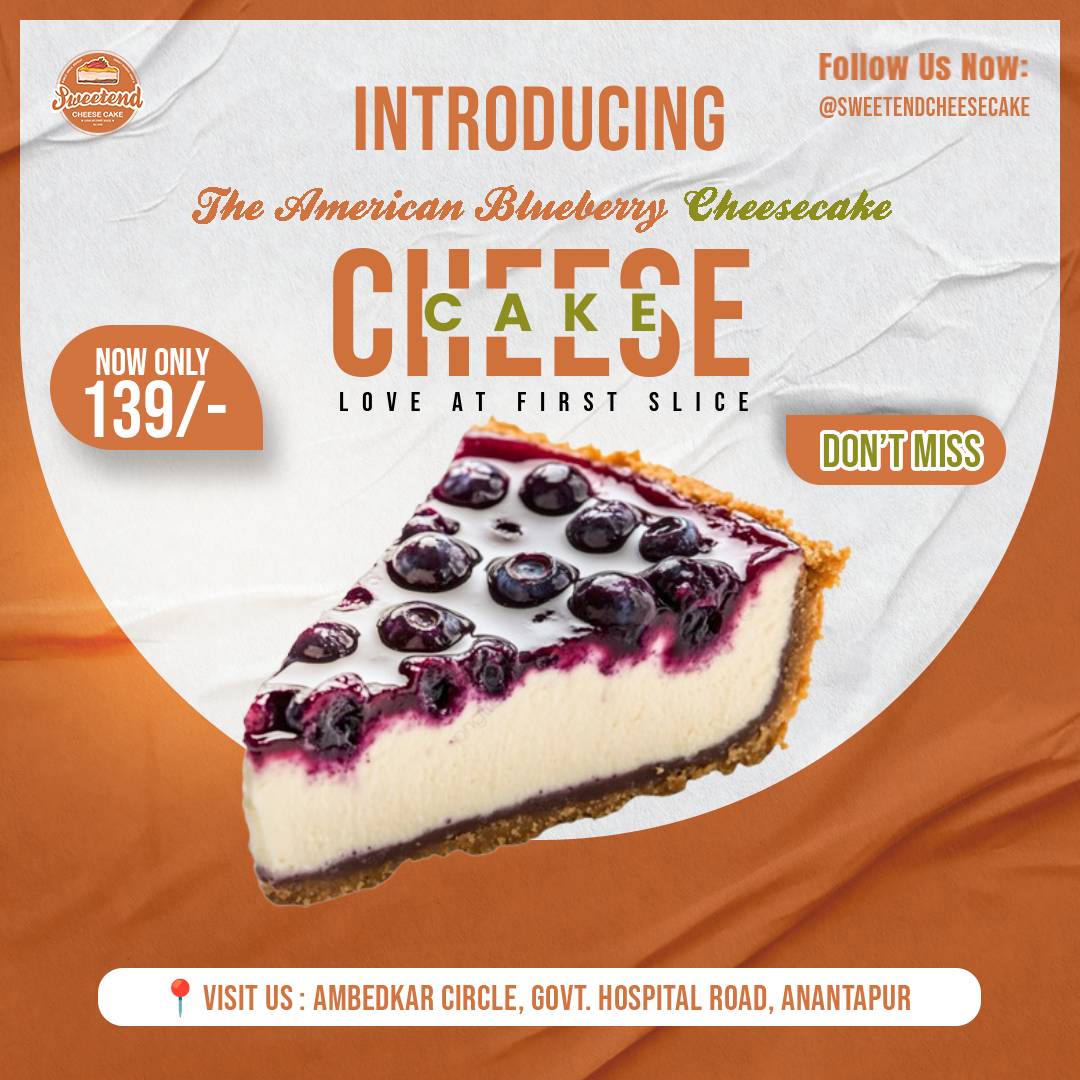 Sweetend
CHEESE CAKE
Follow Us Now:
@SWEETENDCHEESECAKE
INTRODUCING
The American Blueberry Cheesecake
CHEESE
CAKE
LOVE AT FIRST SLICE
NOW ONLY
139/-
DON'T MISS
📍 VISIT US : AMBEDKAR CIRCLE, GOVT. HOSPITAL ROAD, ANANTAPUR